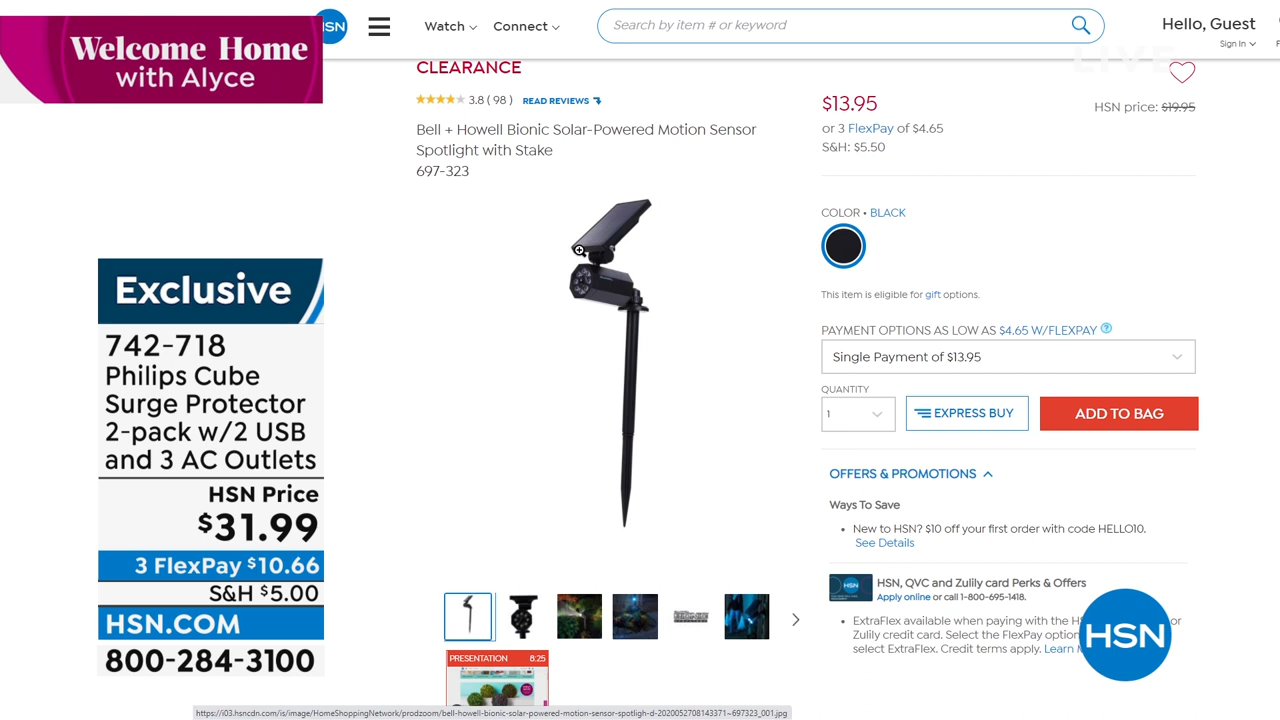 Welcome Home
with Alyce
HSN
Watch
Connect
Search by item # or keyword
Hello, Guest
Sign In
LIVE
CLEARANCE
3.8 ( 98 ) READ REVIEWS
Bell + Howell Bionic Solar-Powered Motion Sensor
Spotlight with Stake
697-323
$13.95
HSN price: $19.95
or 3 FlexPay of $4.65
S&H: $5.50
COLOR • BLACK
This item is eligible for gift options.
PAYMENT OPTIONS AS LOW AS $4.65 W/FLEXPAY ?
Single Payment of $13.95
QUANTITY
1
EXPRESS BUY
ADD TO BAG
OFFERS & PROMOTIONS
Ways To Save
• New to HSN? $10 off your first order with code HELLO10.
See Details
HSN, QVC and Zulily card Perks & Offers
Apply online or call 1-800-695-1418.
• ExtraFlex available when paying with the H or
Zulily credit card. Select the FlexPay option
select ExtraFlex. Credit terms apply. Learn
HSN
Exclusive
742-718
Philips Cube
Surge Protector
2-pack w/2 USB
and 3 AC Outlets
HSN Price
$31.99
3 FlexPay $10.66
S&H $5.00
HSN.COM
800-284-3100
PRESENTATION 8:25
https://i03.hsncdn.com/is/image/HomeShoppingNetwork/prodzoom/bell-howell-bionic-solar-powered-motion-sensor-spotligh-d-2020052708143371~697323_001.jpg